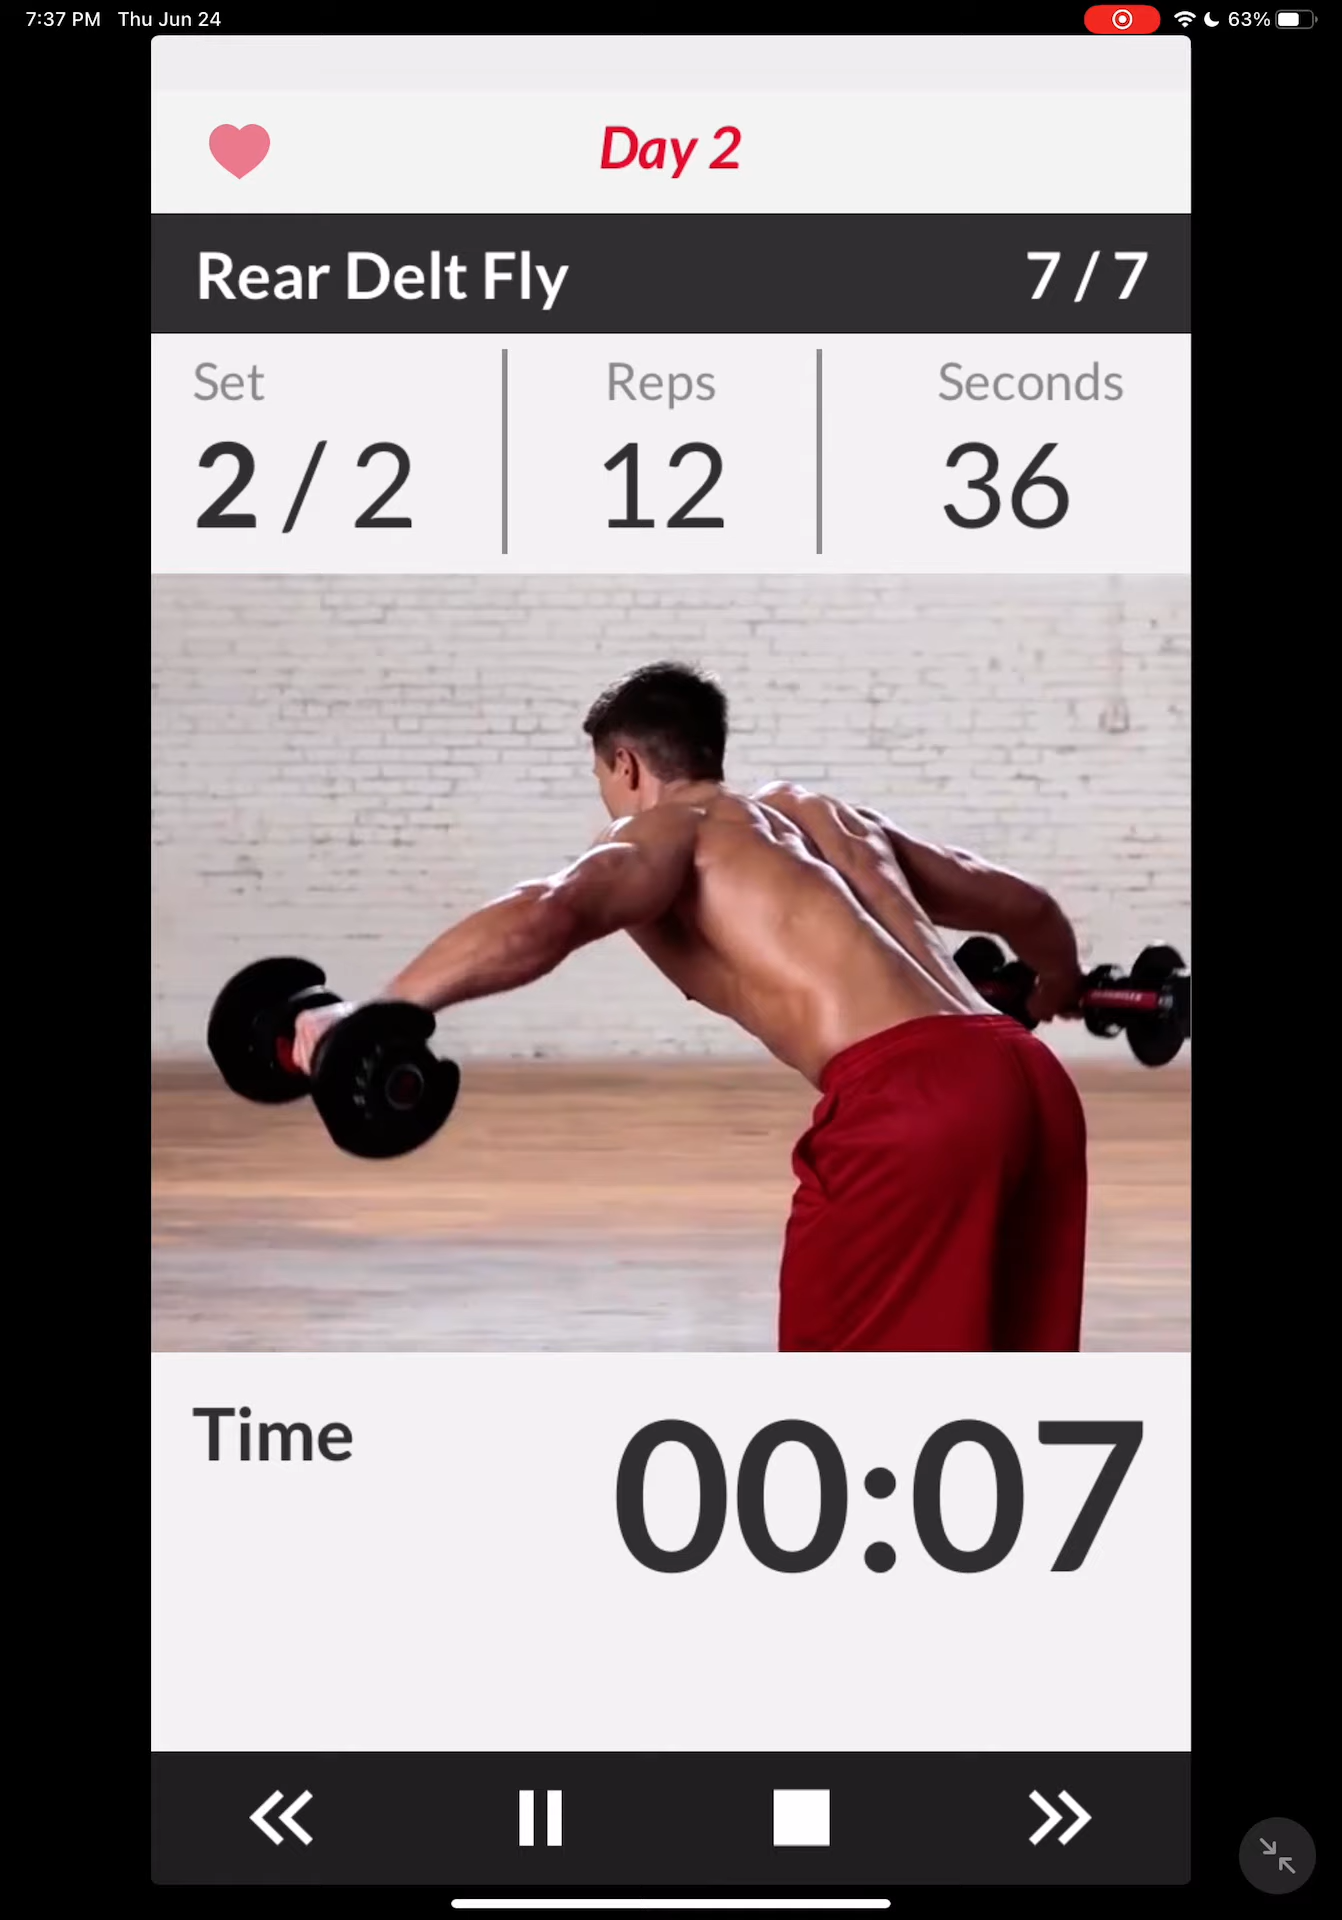 7:37 PM Thu Jun 24 63%
Day 2
Rear Delt Fly 7 / 7
Set Reps Seconds
2 / 2 12 36
Time 00:07